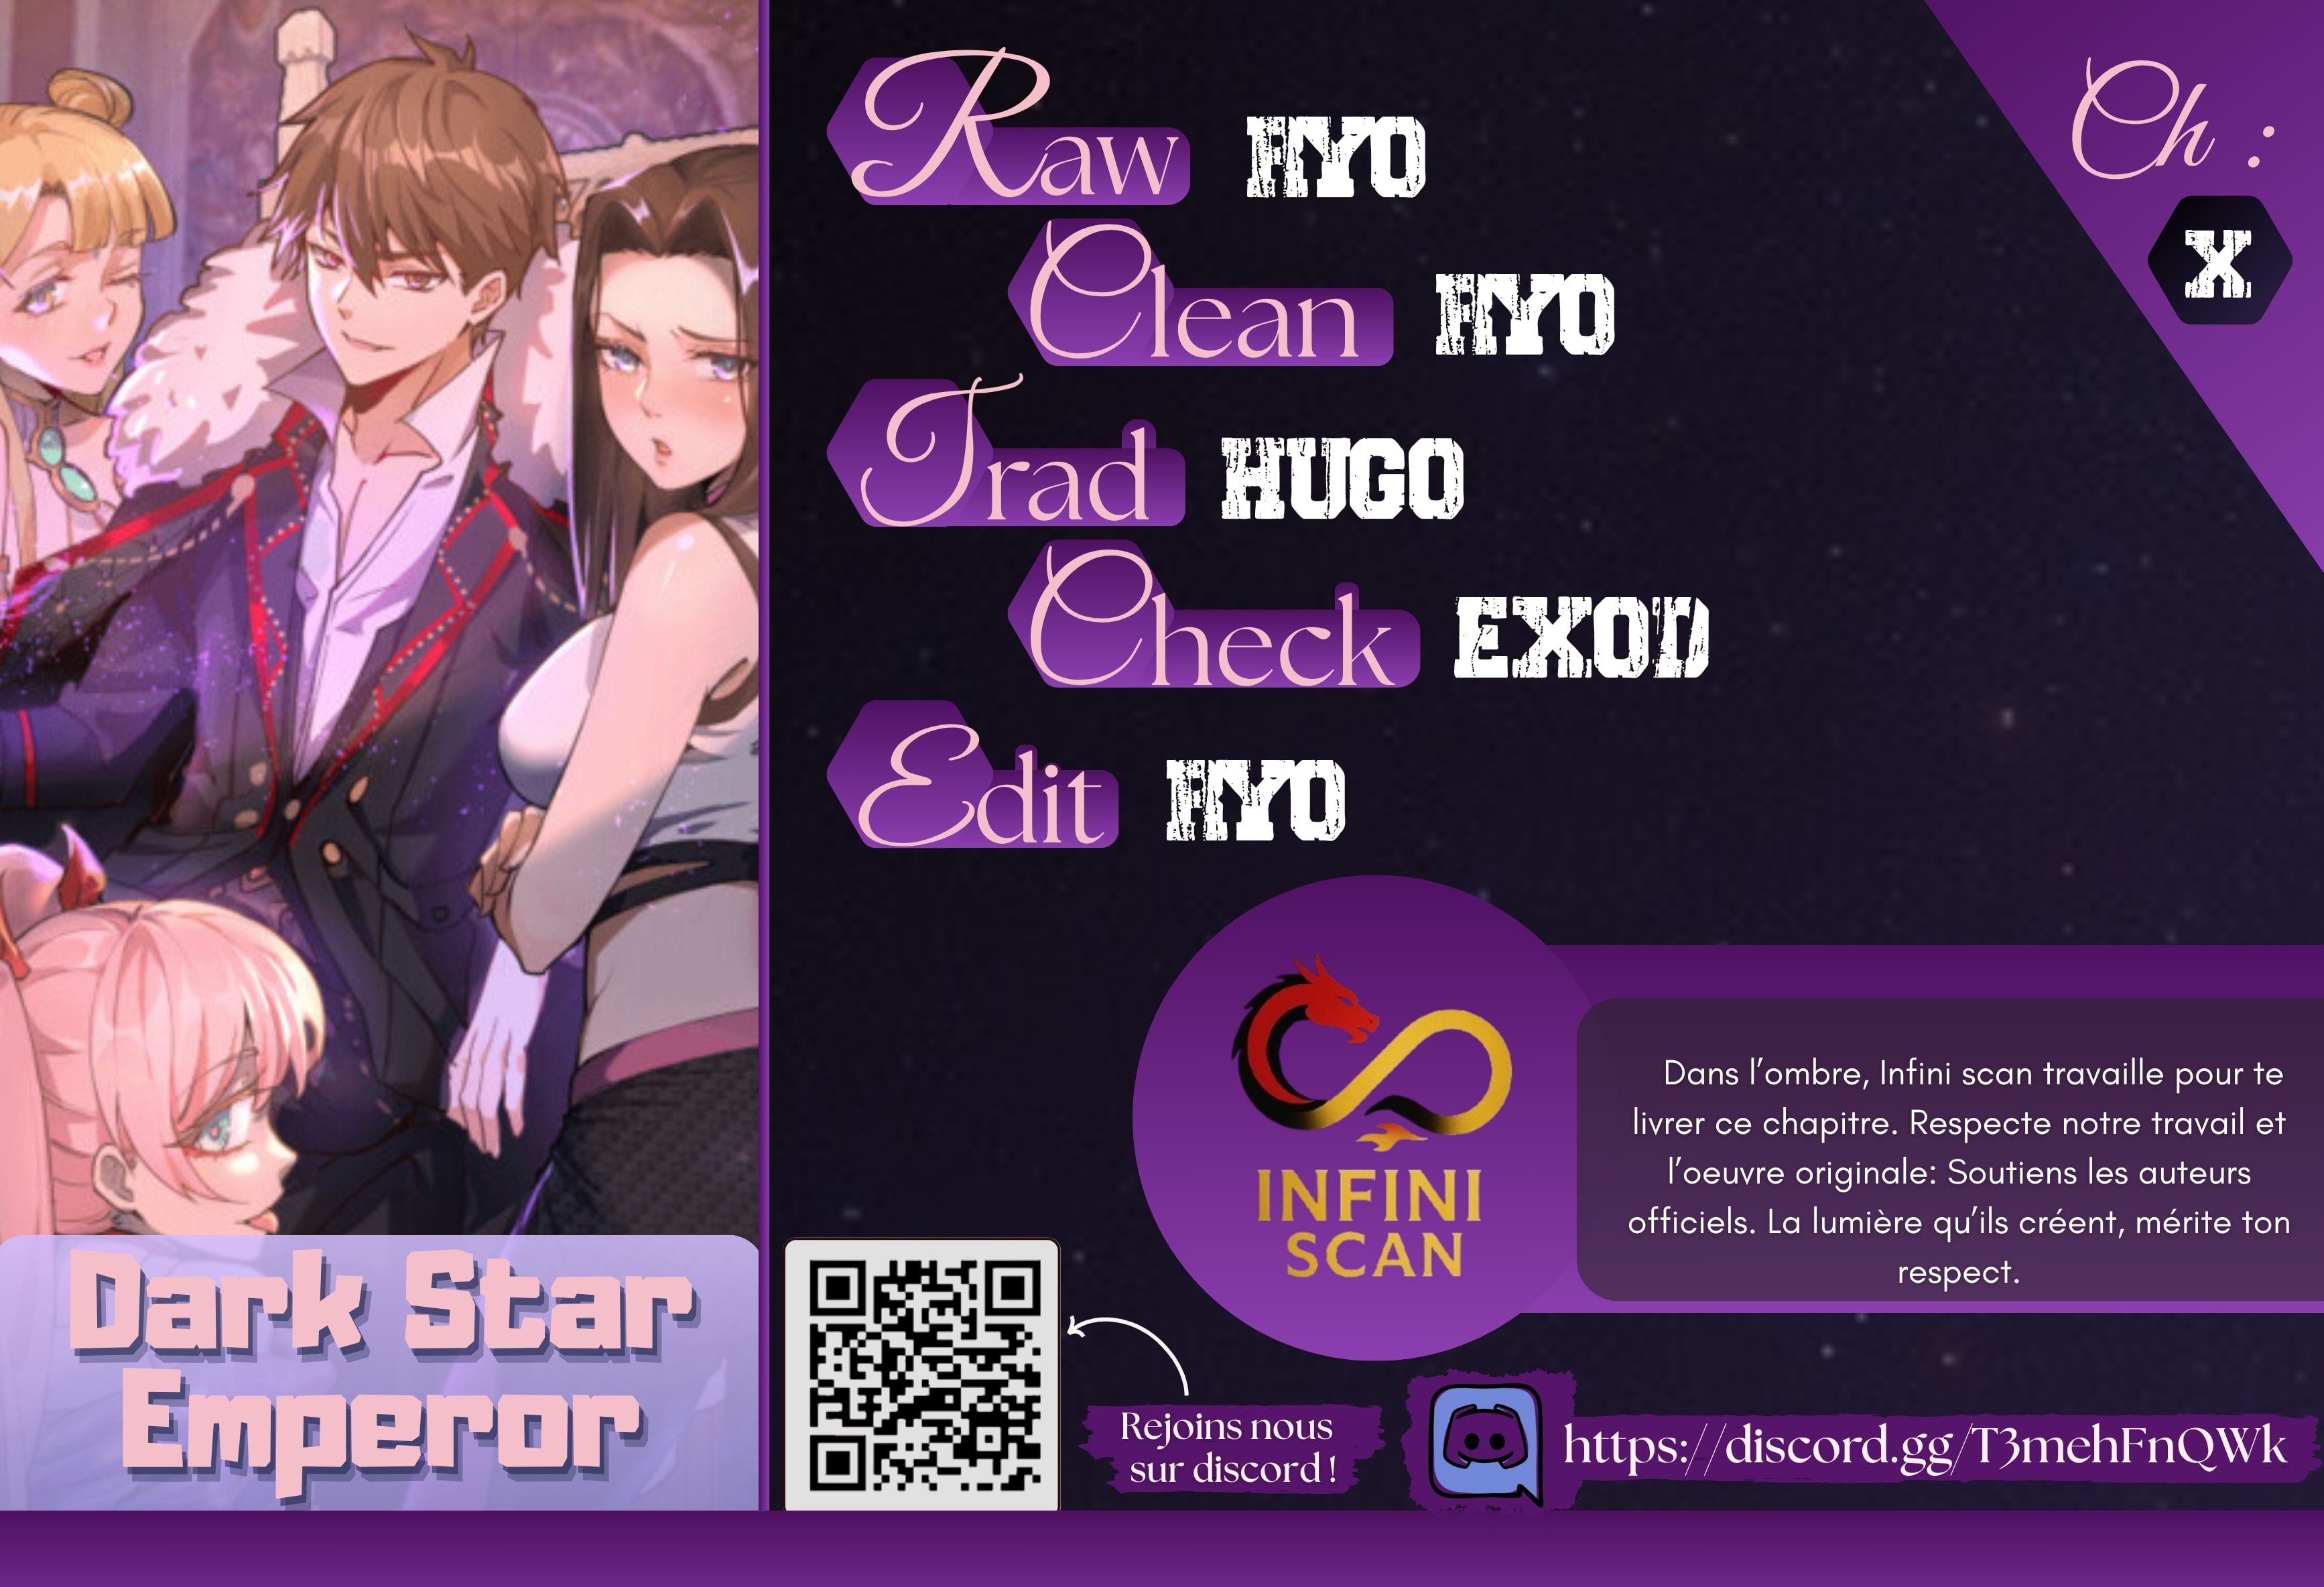 Raw RYO
Ch :
X
Clean RYO
Trad HUGO
Check EXOD
Edit RYO
INFINI
SCAN
Dans l'ombre, Infini scan travaille pour te
livrer ce chapitre. Respecte notre travail et
l'oeuvre originale: Soutiens les auteurs
officiels. La lumière qu'ils créent, mérite ton
respect.
Dark Star
Emperor
Rejoins nous
sur discord !
https://discord.gg/T3mehFnQWk